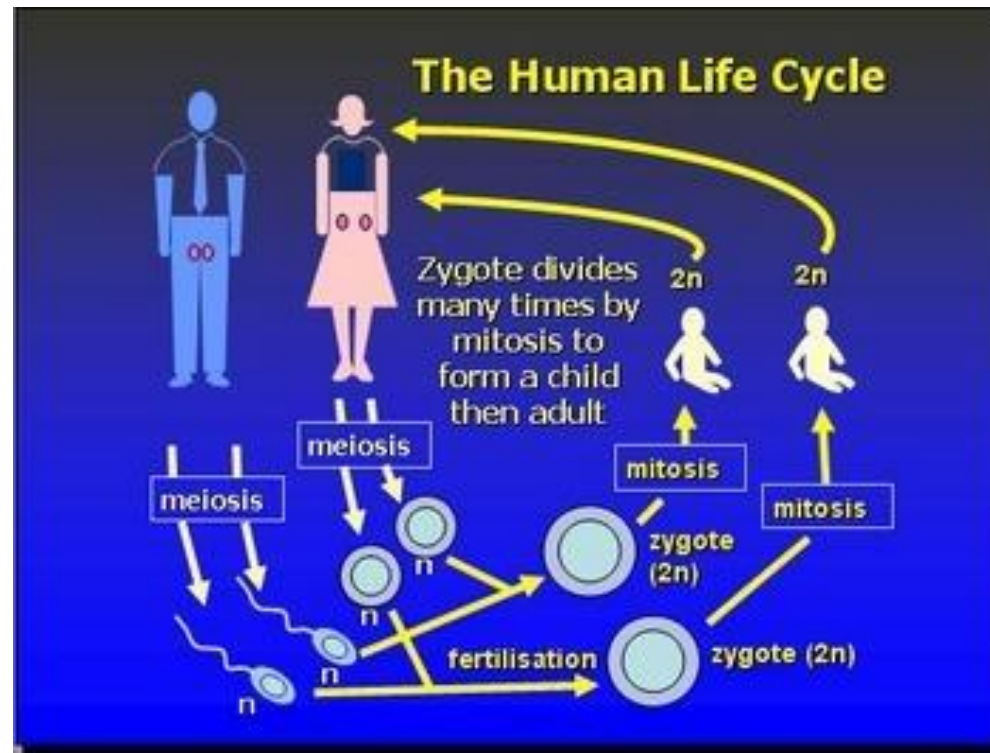 The Human Life Cycle
Zygote divides
many times by
mitosis to
form a child
then adult
2n
2n
meiosis
meiosis
mitosis
mitosis
n
n
n
n
zygote
(2n)
fertilisation
zygote (2n)